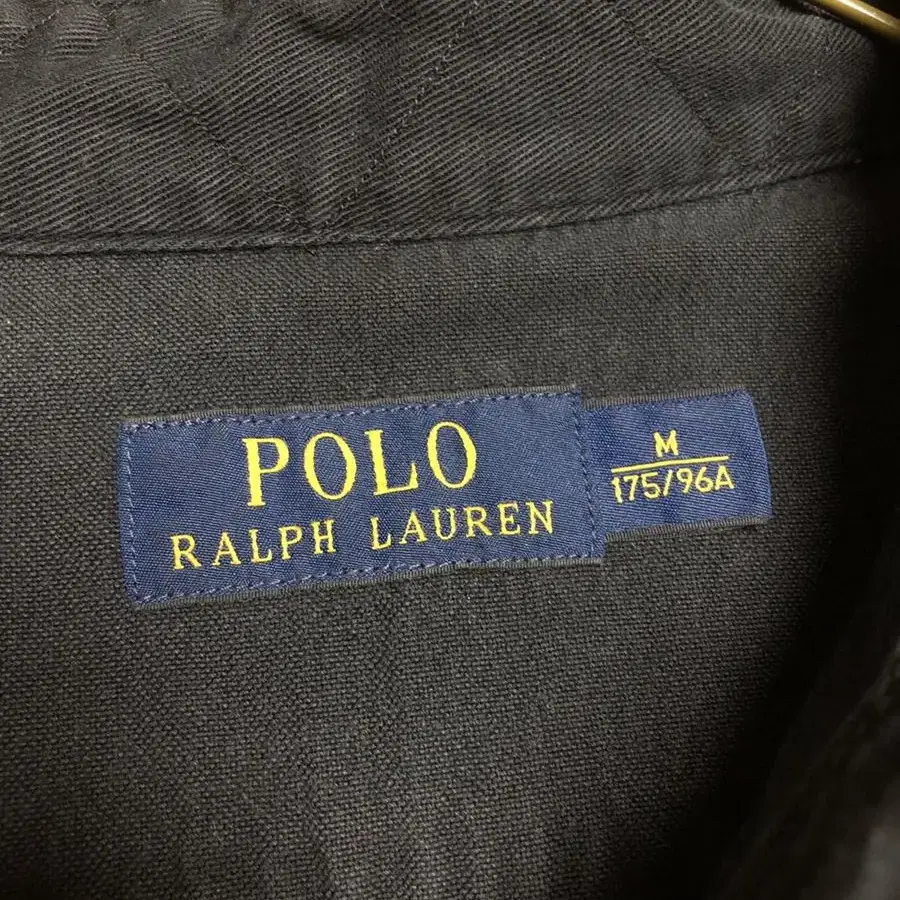 POLO
RALPH LAUREN
M
175/96A